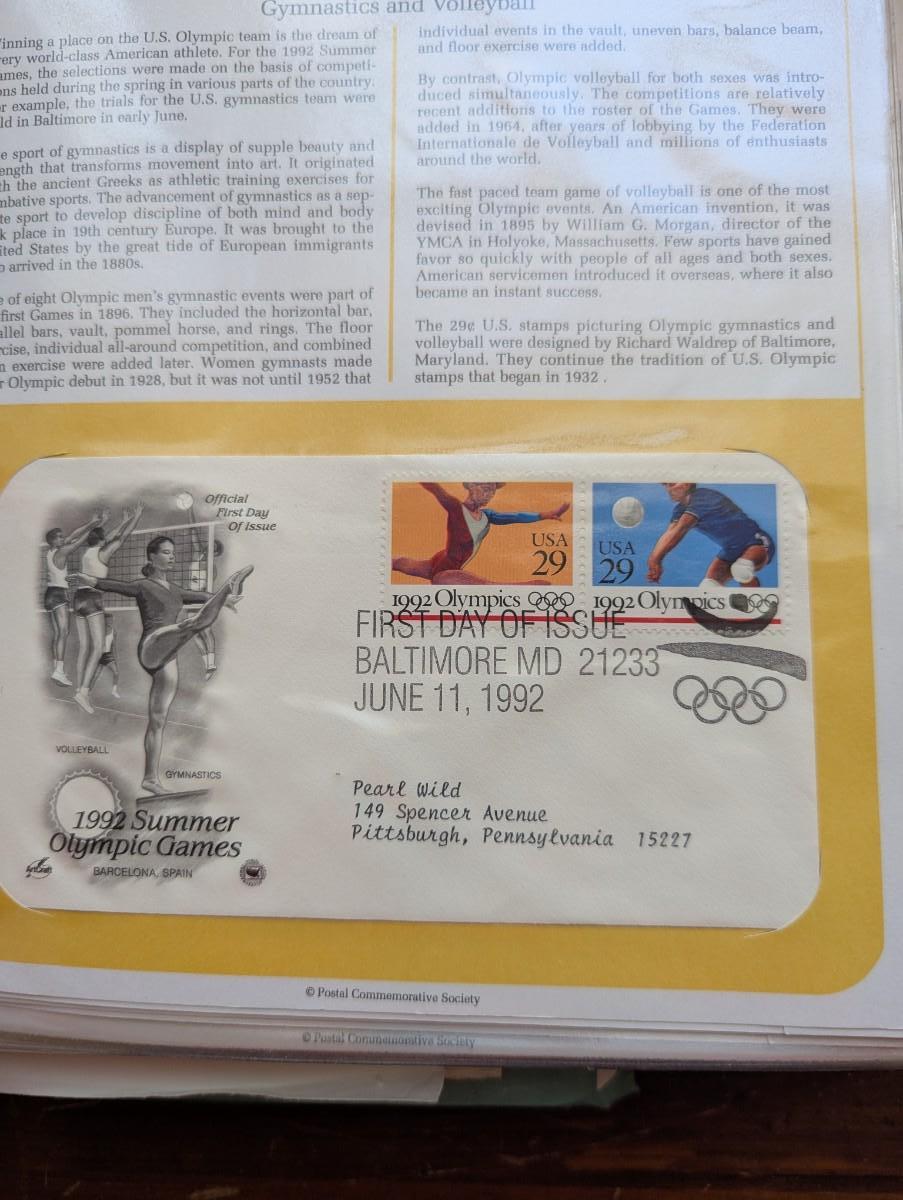 Gymnastics and Volleyball
inning a place on the U.S. Olympic team is the dream of
ery world-class American athlete. For the 1992 Summer
ames, the selections were made on the basis of competi-
ns held during the spring in various parts of the country.
r example, the trials for the U.S. gymnastics team were
ld in Baltimore in early June.
e sport of gymnastics is a display of supple beauty and
ength that transforms movement into art. It originated
th the ancient Greeks as athletic training exercises for
mbative sports. The advancement of gymnastics as a sep-
te sport to develop discipline of both mind and body
k place in 19th century Europe. It was brought to the
ited States by the great tide of European immigrants
o arrived in the 1880s.
e of eight Olympic men's gymnastic events were part of
first Games in 1896. They included the horizontal bar,
allel bars, vault, pommel horse, and rings. The floor
cise, individual all-around competition, and combined
n exercise were added later. Women gymnasts made
r Olympic debut in 1928, but it was not until 1952 that
individual events in the vault, uneven bars, balance beam,
and floor exercise were added.
By contrast, Olympic volleyball for both sexes was intro-
duced simultaneously. The competitions are relatively
recent additions to the roster of the Games. They were
added in 1964, after years of lobbying by the Federation
Internationale de Volleyball and millions of enthusiasts
around the world.
The fast paced team game of volleyball is one of the most
exciting Olympic events. An American invention, it was
devised in 1895 by William G. Morgan, director of the
YMCA in Holyoke, Massachusetts. Few sports have gained
favor so quickly with people of all ages and both sexes.
American servicemen introduced it overseas, where it also
became an instant success.
The 29¢ U.S. stamps picturing Olympic gymnastics and
volleyball were designed by Richard Waldrep of Baltimore,
Maryland. They continue the tradition of U.S. Olympic
stamps that began in 1932 .
Official
First Day
Of Issue
USA
29
1992 Olympics
USA
29
1992 Olympics
FIRST DAY OF ISSUE
BALTIMORE MD 21233
JUNE 11, 1992
VOLLEYBALL
GYMNASTICS
1992 Summer
Olympic Games
BARCELONA, SPAIN
ArtCraft
Pearl Wild
149 Spencer Avenue
Pittsburgh, Pennsylvania 15227
© Postal Commemorative Society
© Postal Commemorative Society